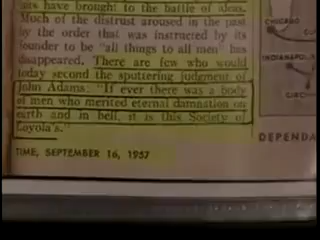 ars have brought to the battle of ideas.
Much of the distrust aroused in the past
by the order that was instructed by its
founder to be "all things to all men" has
disappeared. There are few who would
today second the sputtering judgment of
John Adams: "If ever there was a body
of men who merited eternal damnation on
earth and in hell, it is this Society of
Loyola's."
TIME, SEPTEMBER 16, 1957
CHICAGO
INDIANAPOLIS
CIRC
DEPENDA